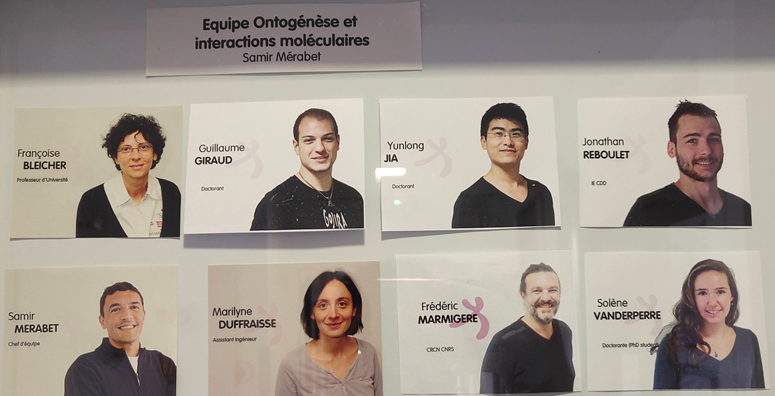 Equipe Ontogénèse et
interactions moléculaires
Samir Mérabet
Françoise
BLEICHER
Professeur d'Université
Guillaume
GIRAUD
Doctorant
GOJIRA
Yunlong
JIA
Doctorant
Jonathan
REBOULET
IE CDD
Samir
MERABET
Chef d'équipe
Marilyne
DUFFRAISSE
Assistant Ingénieur
Frédéric
MARMIGERE
CRCN CNRS
Solène
VANDERPERRE
Doctorante (PhD student)